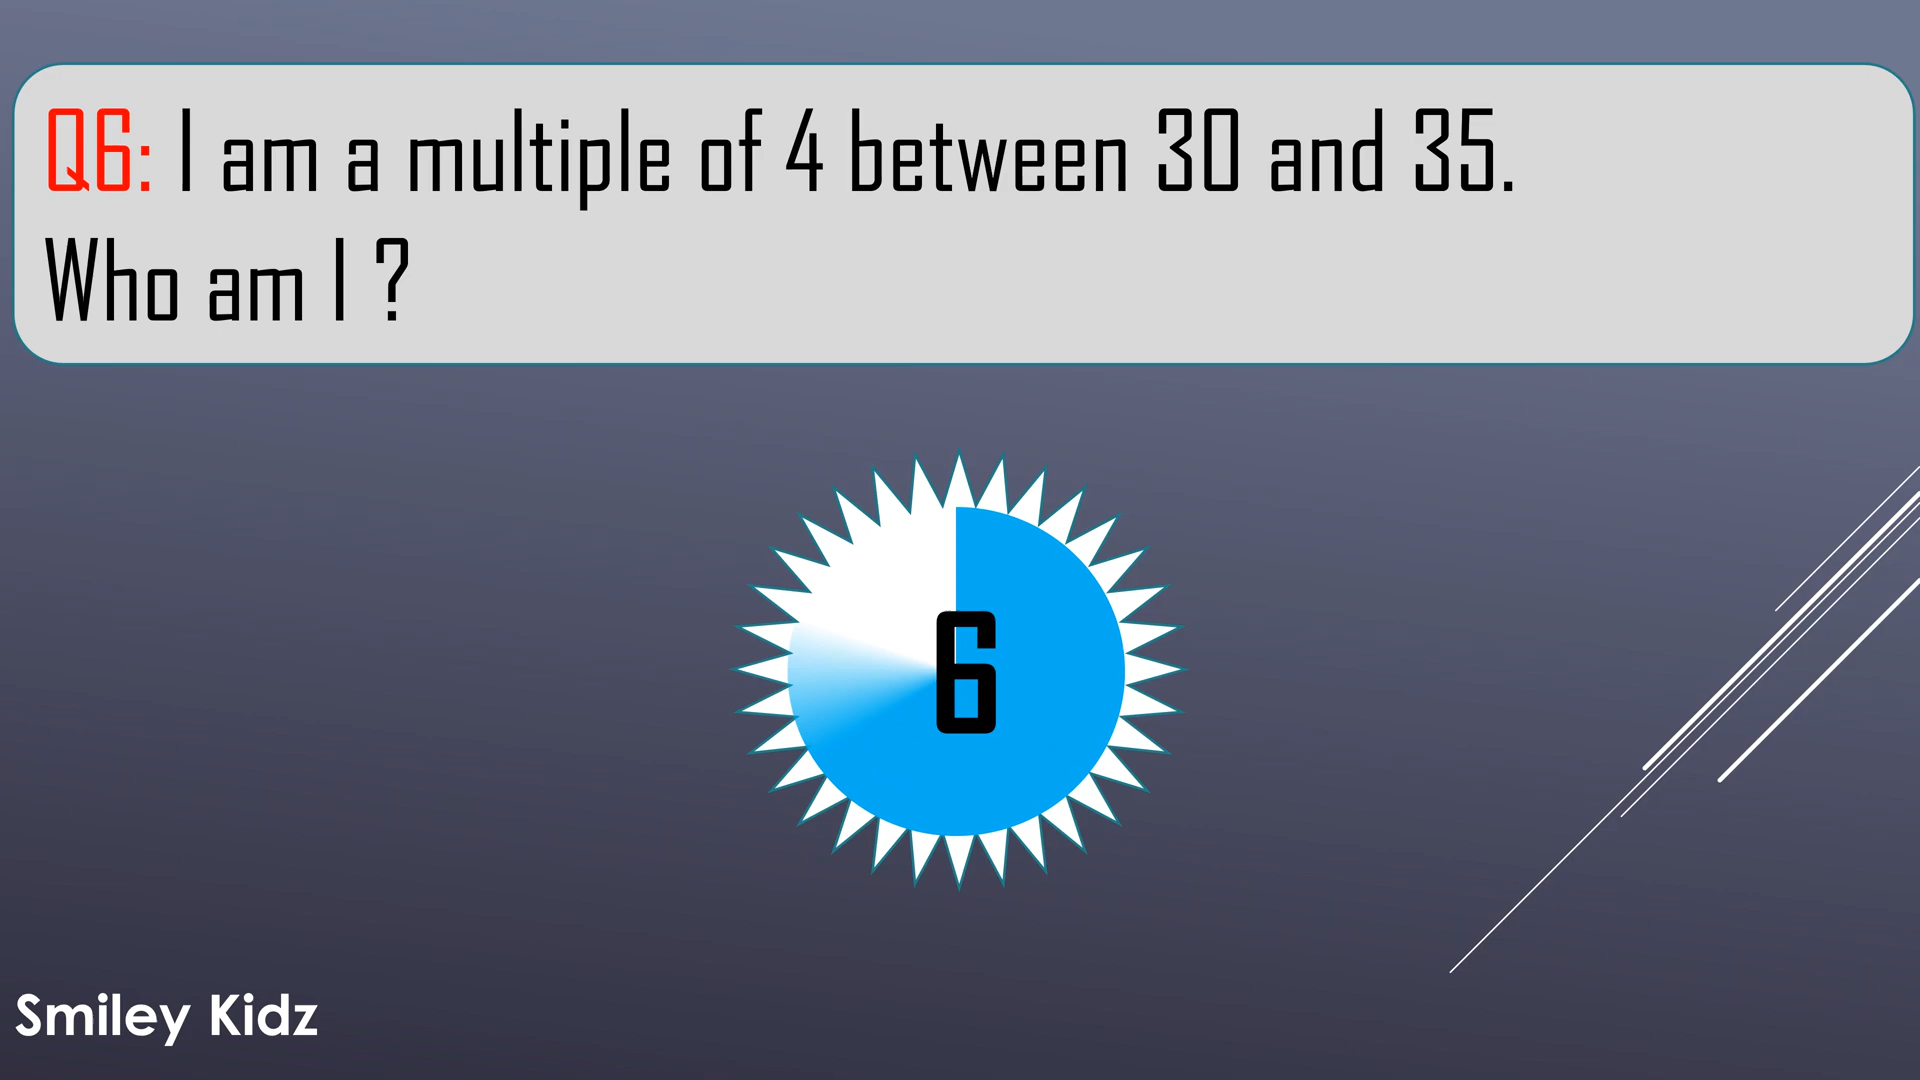 Q6: I am a multiple of 4 between 30 and 35.
Who am I ?
6
Smiley Kidz